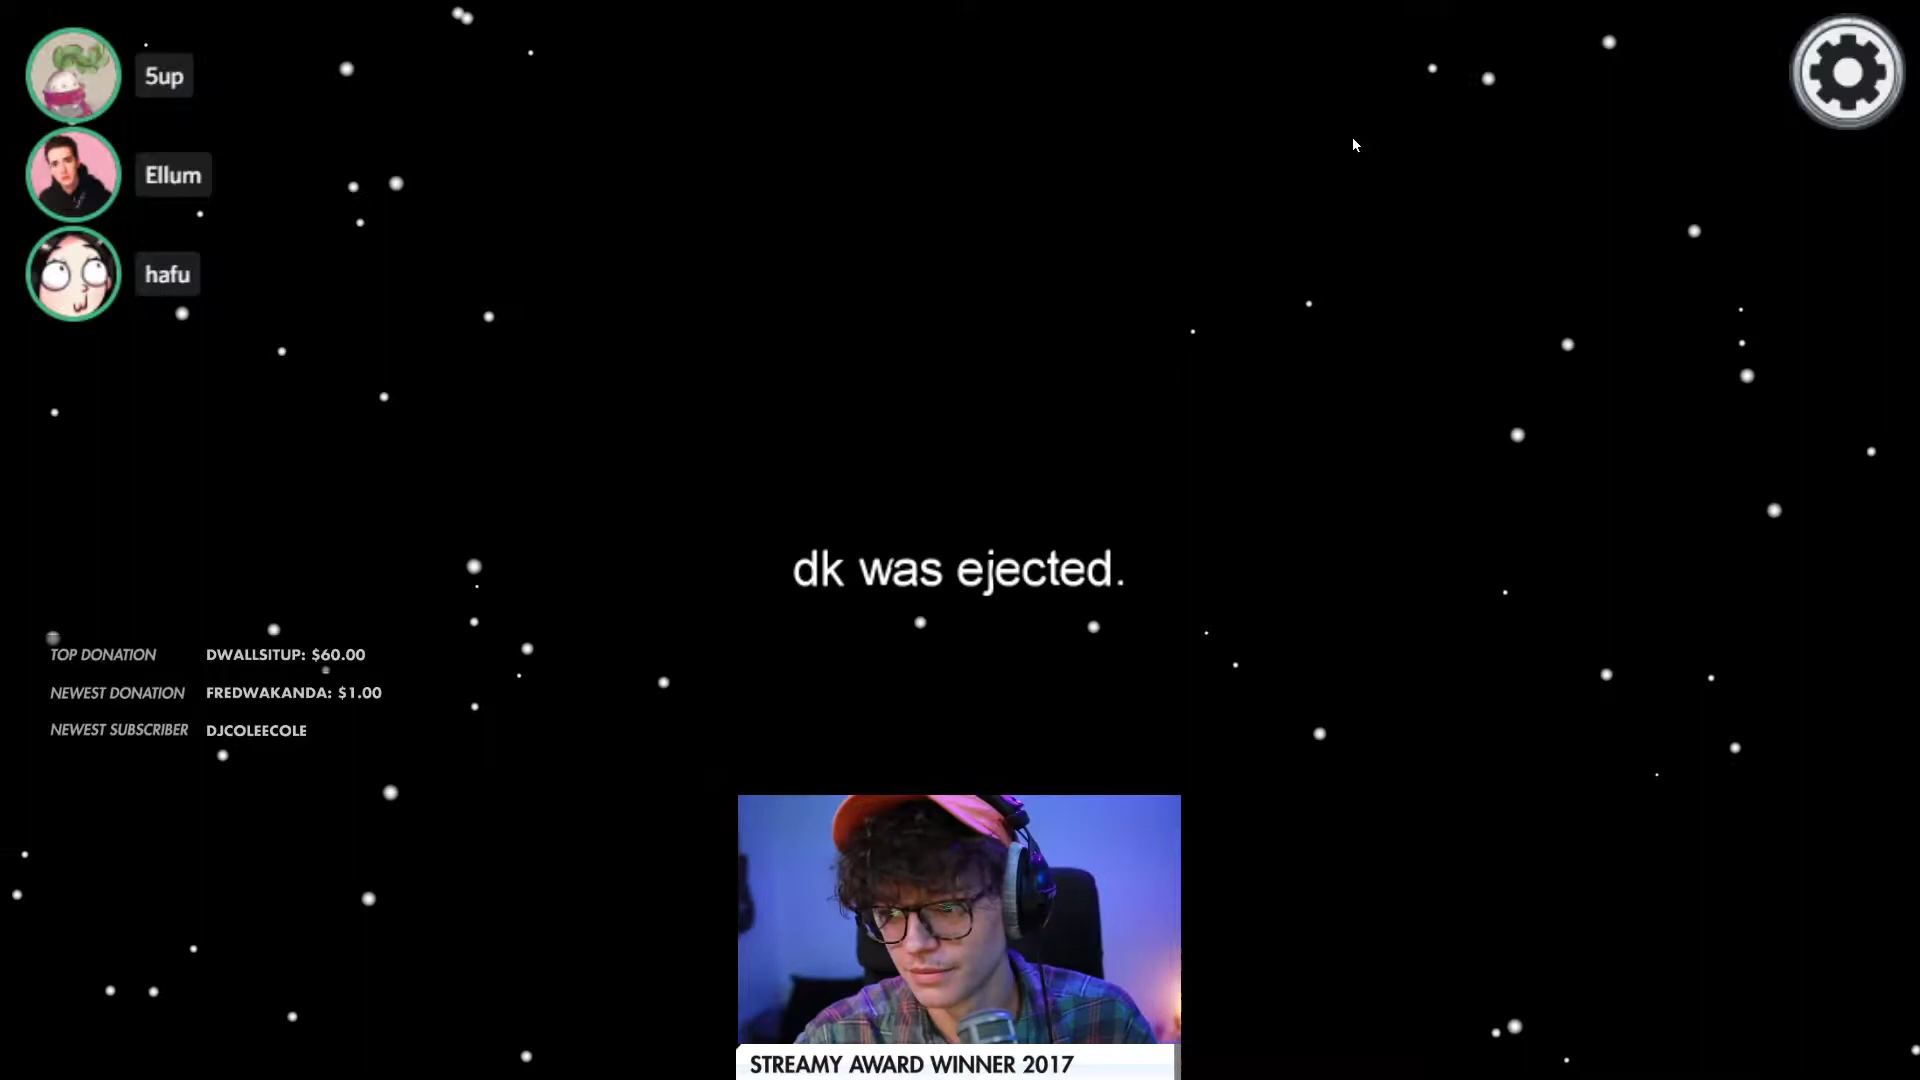 5up
Ellum
hafu
dk was ejected.
TOP DONATION DWALLSITUP: $60.00
NEWEST DONATION FREDWAKANDA: $1.00
NEWEST SUBSCRIBER DJCOLEECOLE
STREAMY AWARD WINNER 2017